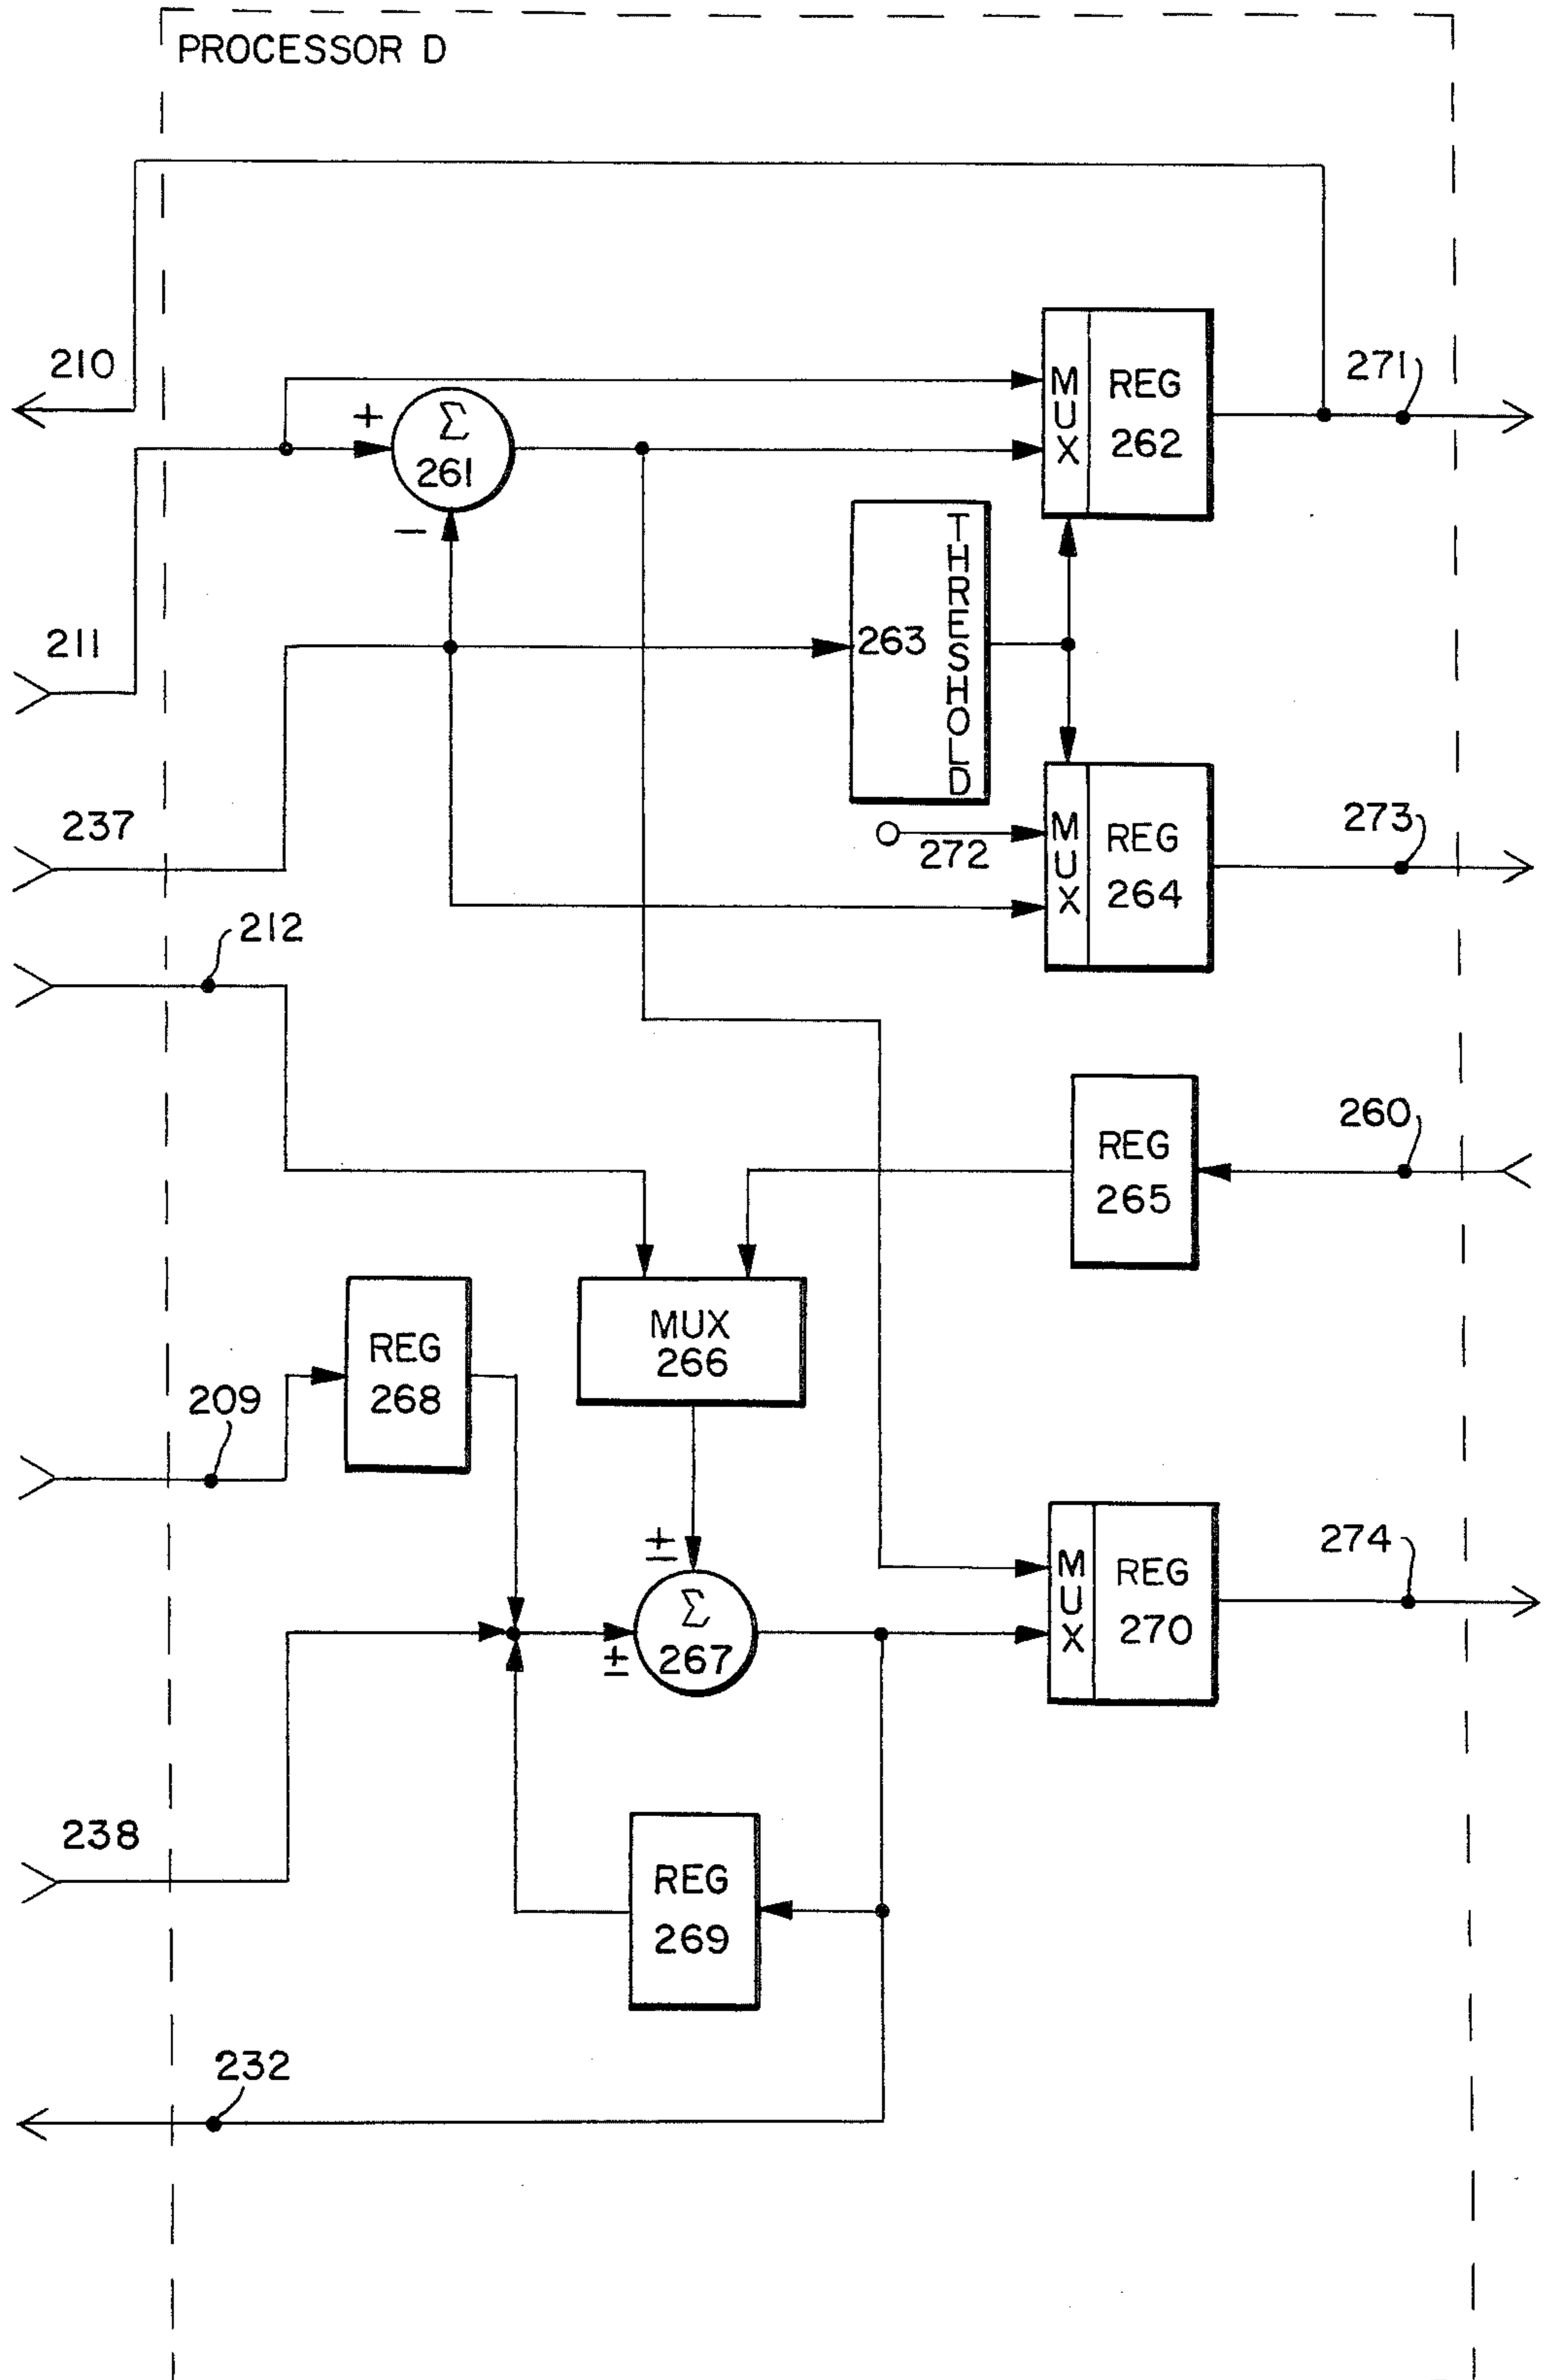 PROCESSOR D
210
271
MUX
REG
262
+
Σ
261
−
211
263
THRESHOLD
237
272
MUX
REG
264
273
212
260
REG
265
REG
268
MUX
266
209
±
Σ
267
±
MUX
REG
270
274
238
REG
269
232